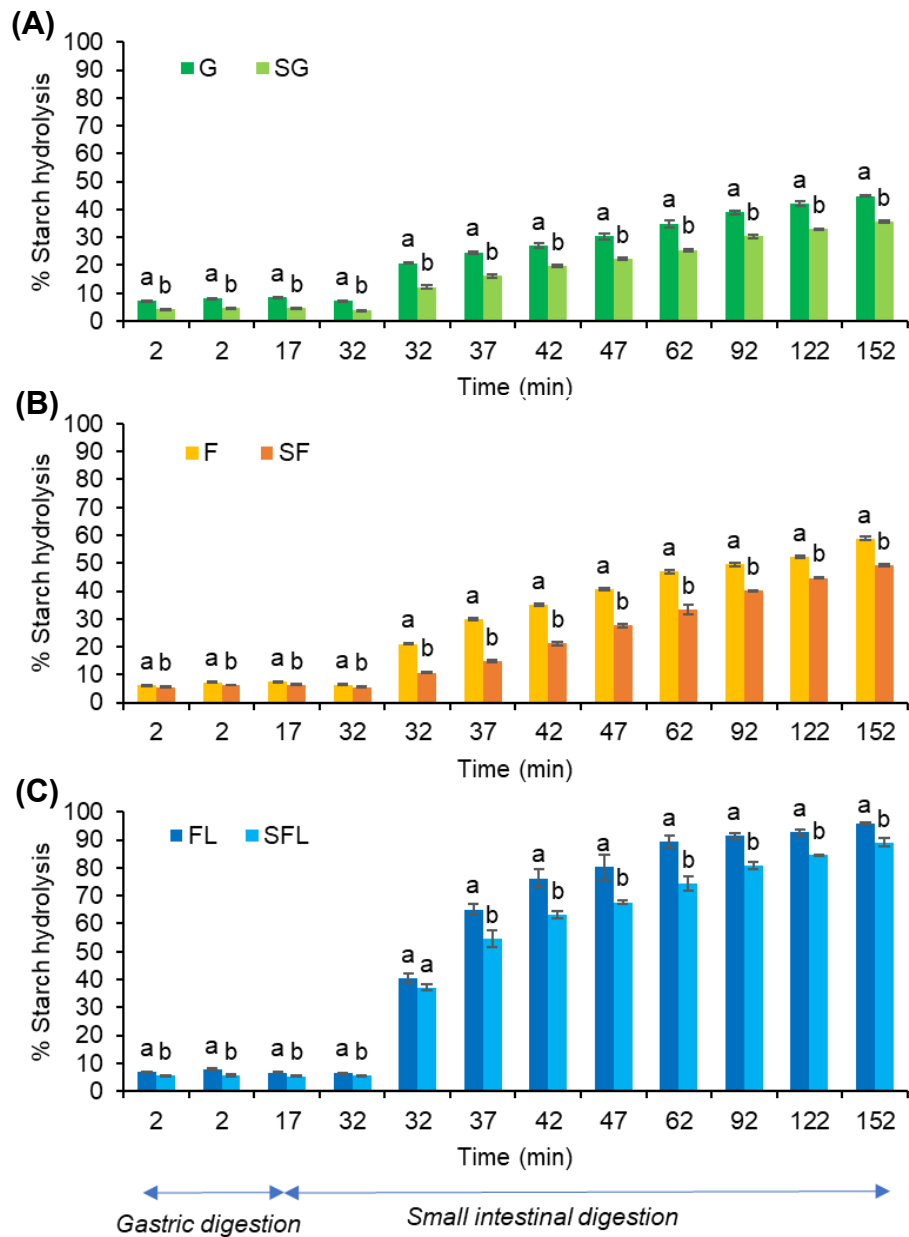 (A)
% Starch hydrolysis
100
90
80
70
60
50
40
30
20
10
0
G SG
a b a b a b a b a b a b a b a b a b a b a b a b
2 2 17 32 32 37 42 47 62 92 122 152
Time (min)
(B)
% Starch hydrolysis
100
90
80
70
60
50
40
30
20
10
0
F SF
a b a b a b a b a b a b a b a b a b a b a b a b
2 2 17 32 32 37 42 47 62 92 122 152
Time (min)
(C)
% Starch hydrolysis
100
90
80
70
60
50
40
30
20
10
0
FL SFL
a b a b a b a b a a a b a b a b a b a b a b a b
2 2 17 32 32 37 42 47 62 92 122 152
Time (min)
Gastric digestion Small intestinal digestion